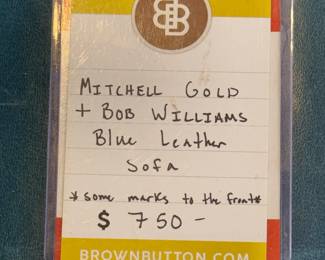 BB
MITCHELL GOLD
+ BOB WILLIAMS
Blue Leather
Sofa
*some marks to the front*
$ 750-
BROWNBUTTON.COM